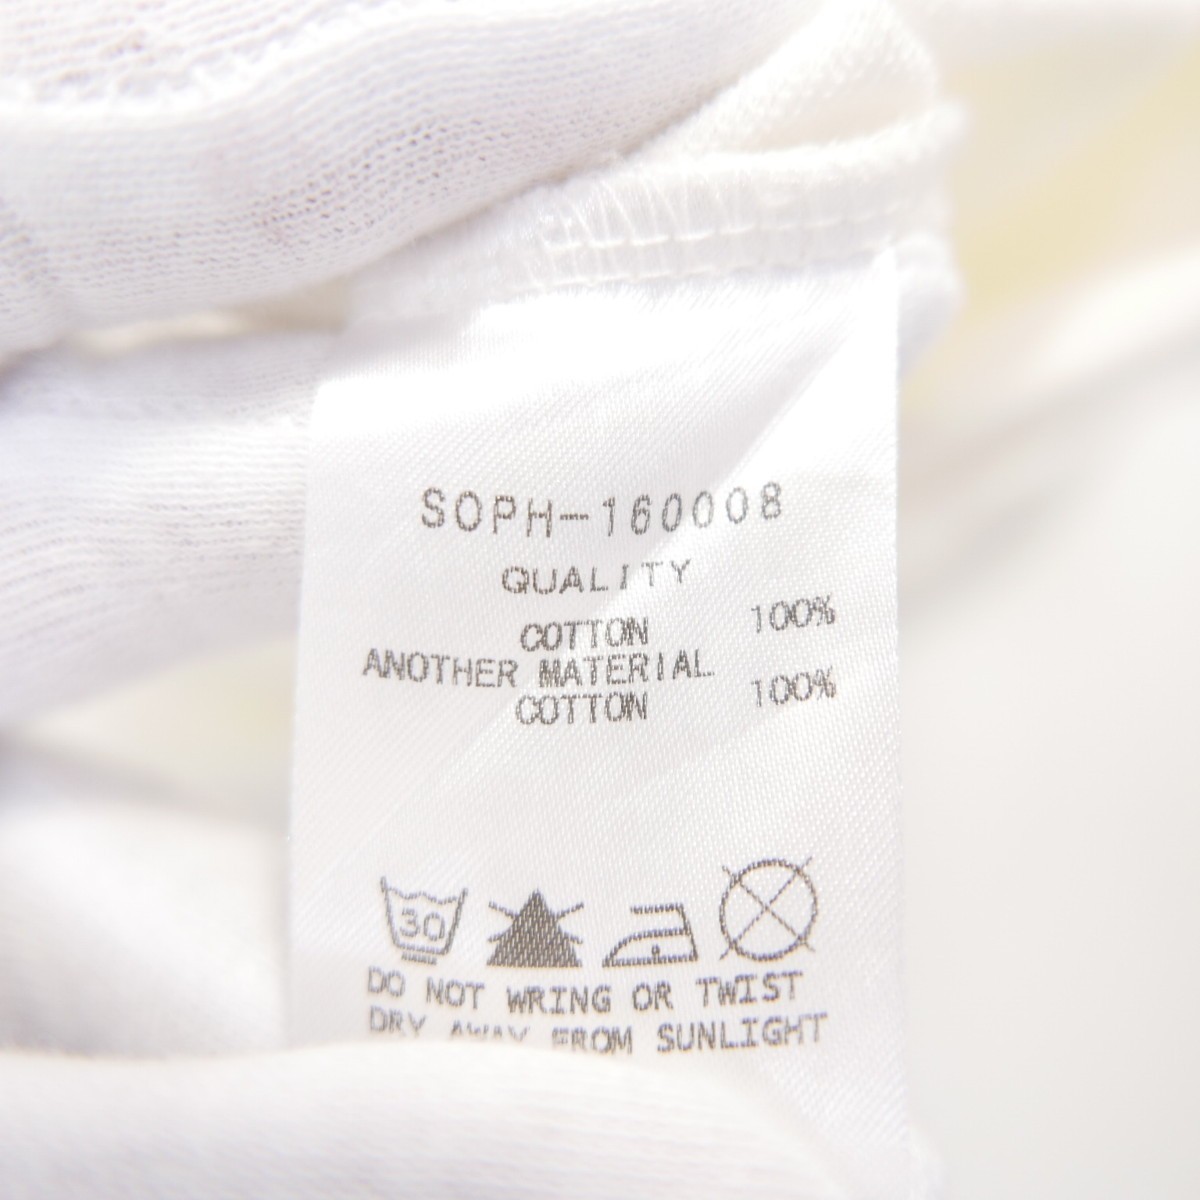 SOPH-160008
QUALITY
COTTON 100%
ANOTHER MATERIAL
COTTON 100%
30
DO NOT WRING OR TWIST
DRY AWAY FROM SUNLIGHT